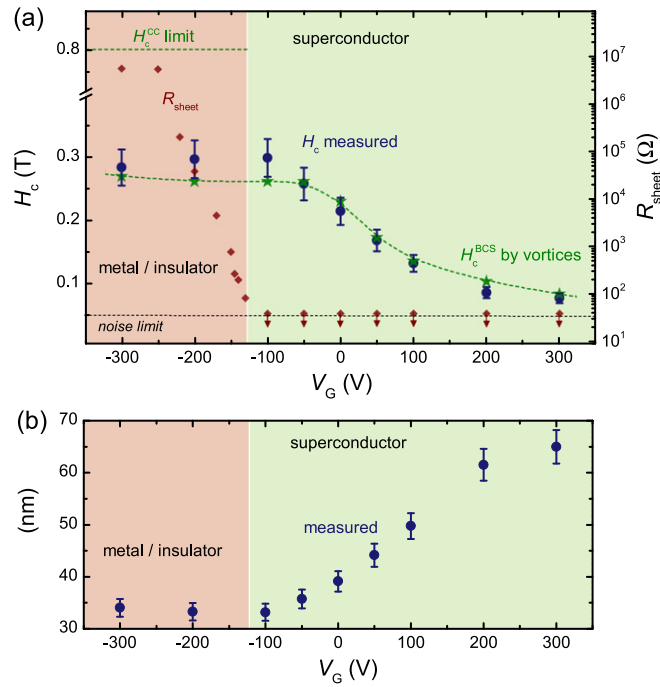 (a)
H_c^CC limit
superconductor
0.8
10^7
R_sheet
10^6
H_c measured
10^5
0.3
H_c (T)
10^4
R_sheet (Ω)
0.2
H_c^BCS by vortices
10^3
metal / insulator
0.1
10^2
noise limit
10^1
-300 -200 -100 0 100 200 300
V_G (V)
(b)
70
superconductor
60
(nm)
50
measured
metal / insulator
40
30
-300 -200 -100 0 100 200 300
V_G (V)